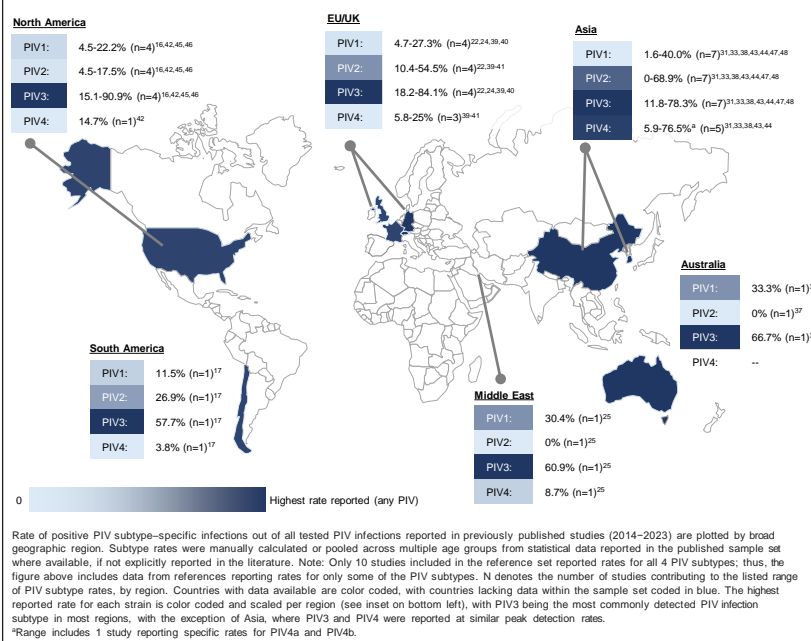 North America
PIV1: 4.5-22.2% (n=4)16,42,45,46
PIV2: 4.5-17.5% (n=4)16,42,45,46
PIV3: 15.1-90.9% (n=4)16,42,45,46
PIV4: 14.7% (n=1)42
EU/UK
PIV1: 4.7-27.3% (n=4)22,24,39,40
PIV2: 10.4-54.5% (n=4)22,39-41
PIV3: 18.2-84.1% (n=4)22,24,39,40
PIV4: 5.8-25% (n=3)39-41
Asia
PIV1: 1.6-40.0% (n=7)31,33,38,43,44,47,48
PIV2: 0-68.9% (n=7)31,33,38,43,44,47,48
PIV3: 11.8-78.3% (n=7)31,33,38,43,44,47,48
PIV4: 5.9-76.5%a (n=5)31,33,38,43,44
Australia
PIV1: 33.3% (n=1)
PIV2: 0% (n=1)37
PIV3: 66.7% (n=1)
PIV4: --
South America
PIV1: 11.5% (n=1)17
PIV2: 26.9% (n=1)17
PIV3: 57.7% (n=1)17
PIV4: 3.8% (n=1)17
Middle East
PIV1: 30.4% (n=1)25
PIV2: 0% (n=1)25
PIV3: 60.9% (n=1)25
PIV4: 8.7% (n=1)25
0 Highest rate reported (any PIV)
Rate of positive PIV subtype–specific infections out of all tested PIV infections reported in previously published studies (2014–2023) are plotted by broad
geographic region. Subtype rates were manually calculated or pooled across multiple age groups from statistical data reported in the published sample set
where available, if not explicitly reported in the literature. Note: Only 10 studies included in the reference set reported rates for all 4 PIV subtypes; thus, the
figure above includes data from references reporting rates for only some of the PIV subtypes. N denotes the number of studies contributing to the listed range
of PIV subtype rates, by region. Countries with data available are color coded, with countries lacking data within the sample set coded in blue. The highest
reported rate for each strain is color coded and scaled per region (see inset on bottom left), with PIV3 being the most commonly detected PIV infection
subtype in most regions, with the exception of Asia, where PIV3 and PIV4 were reported at similar peak detection rates.
aRange includes 1 study reporting specific rates for PIV4a and PIV4b.